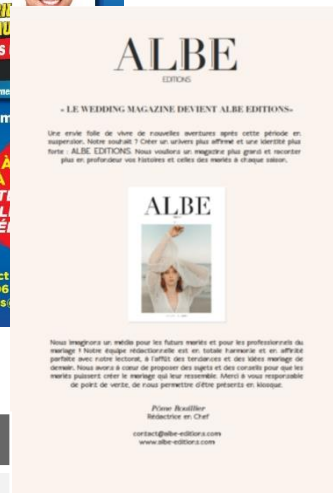 ALBE
EDITIONS
« LE WEDDING MAGAZINE DEVIENT ALBE EDITIONS»
Une envie folle de vivre de nouvelles aventures après cette période en
suspension. Notre souhait ? Créer un univers plus affirmé et une identité plus
forte : ALBE EDITIONS. Nous voulions un magazine plus grand et raconter
plus en profondeur vos histoires et celles des mariés à chaque saison.
ALBE
Nous imaginons un média pour les futurs mariés et pour les professionnels du
mariage ! Notre équipe rédactionnelle est en totale harmonie et en affinité
parfaite avec notre lectorat, à l'affût des tendances et des idées mariage de
demain. Nous avons à coeur de proposer des sujets et des conseils pour que les
mariés puissent créer le mariage qui leur ressemble. Merci à vous responsable
de point de vente, de nous permettre d'être présents en kiosque.
Rédactrice en Chef
contact@albe-editions.com
www.albe-editions.com